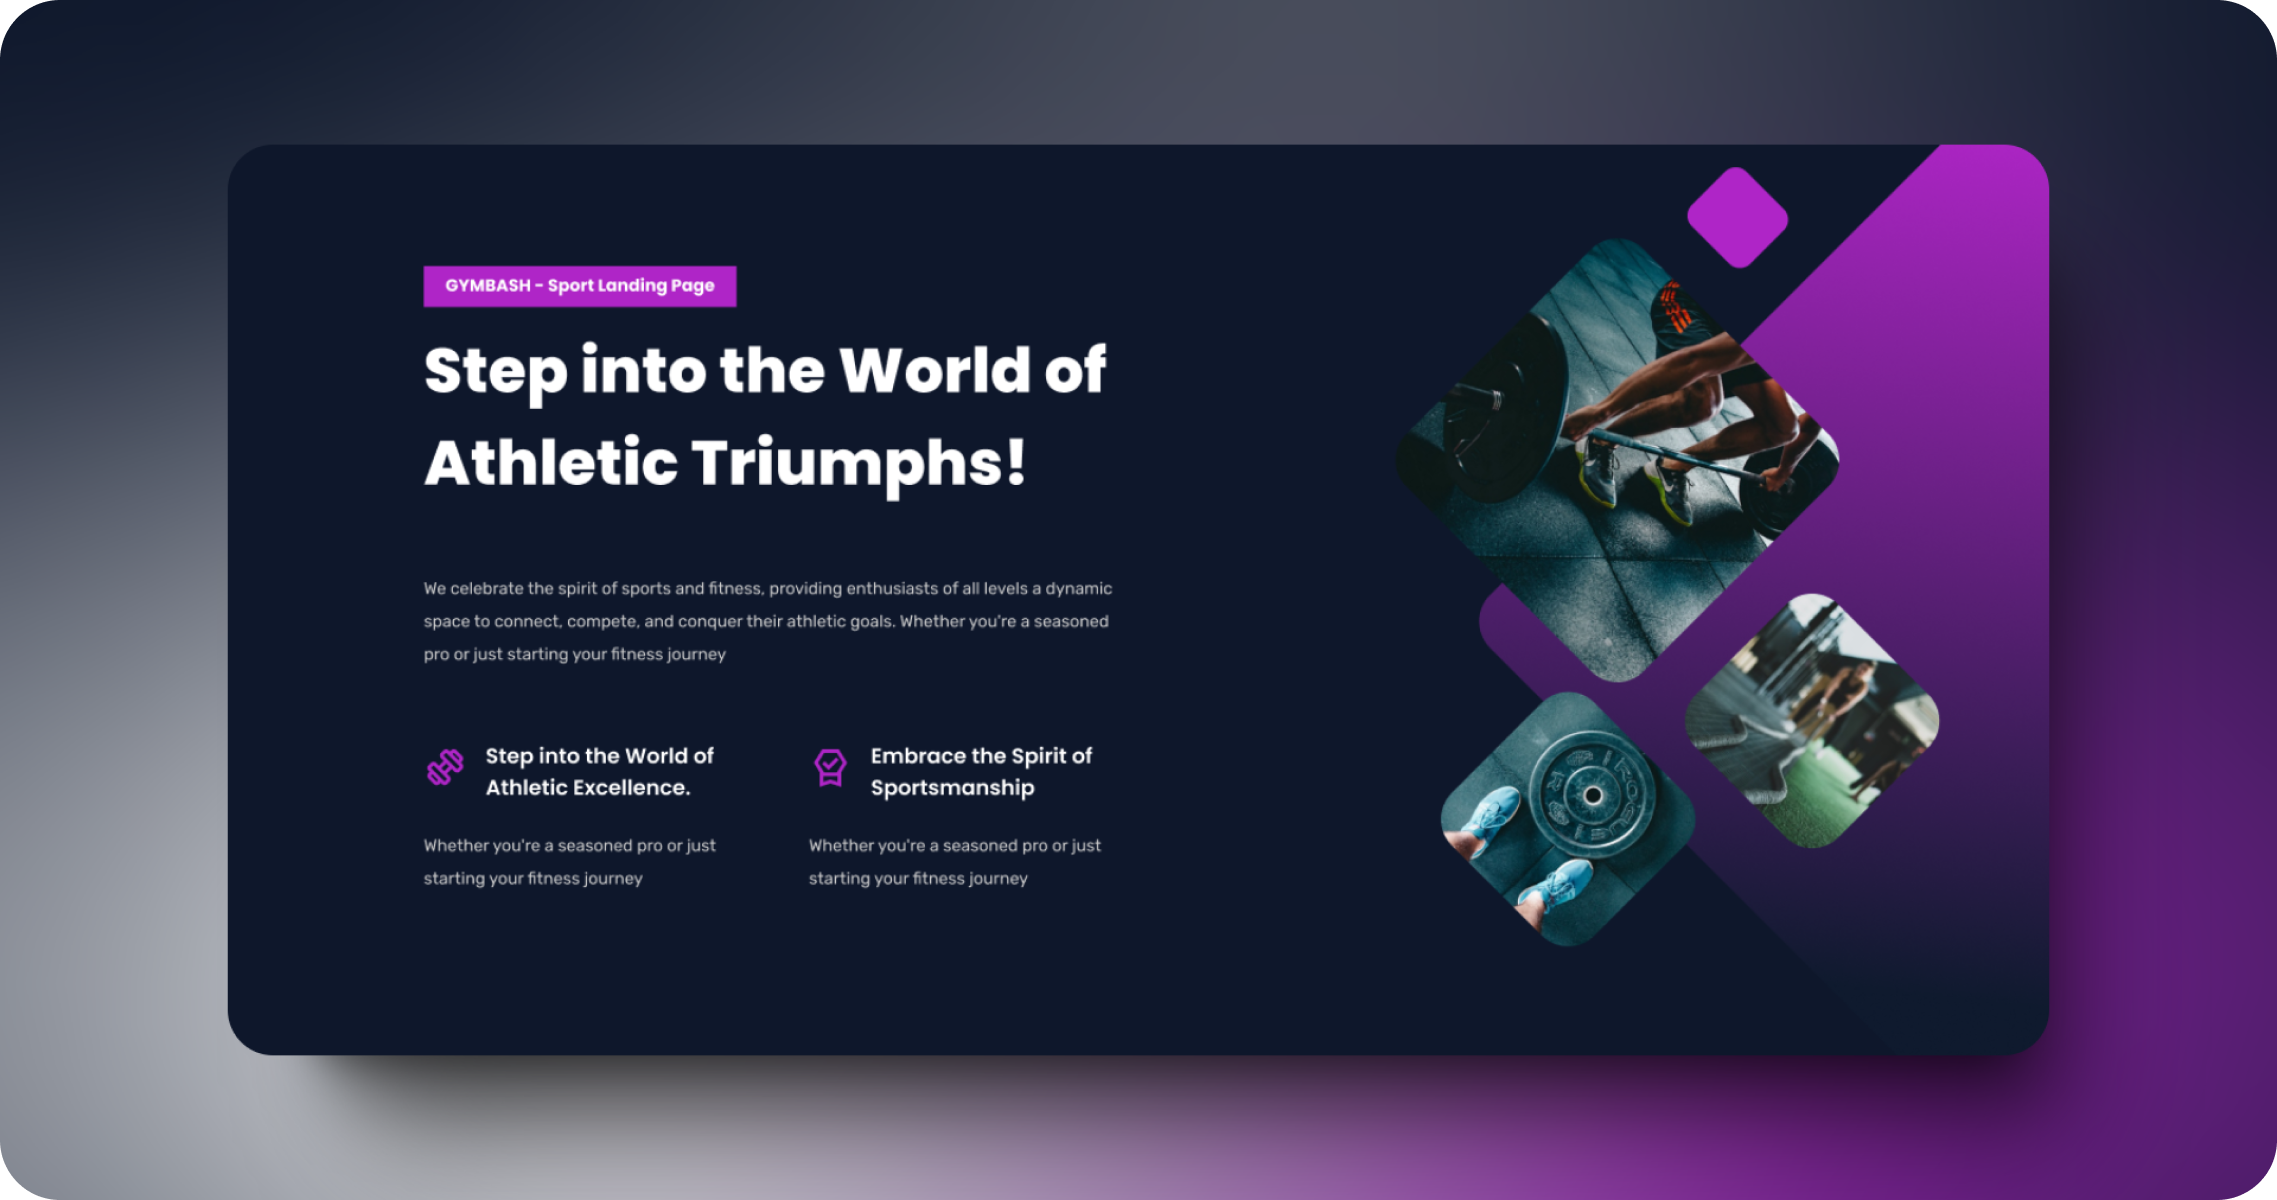 GYMBASH - Sport Landing Page
Step into the World of
Athletic Triumphs!
We celebrate the spirit of sports and fitness, providing enthusiasts of all levels a dynamic
space to connect, compete, and conquer their athletic goals. Whether you're a seasoned
pro or just starting your fitness journey
Step into the World of
Athletic Excellence.
Whether you're a seasoned pro or just
starting your fitness journey
Embrace the Spirit of
Sportsmanship
Whether you're a seasoned pro or just
starting your fitness journey